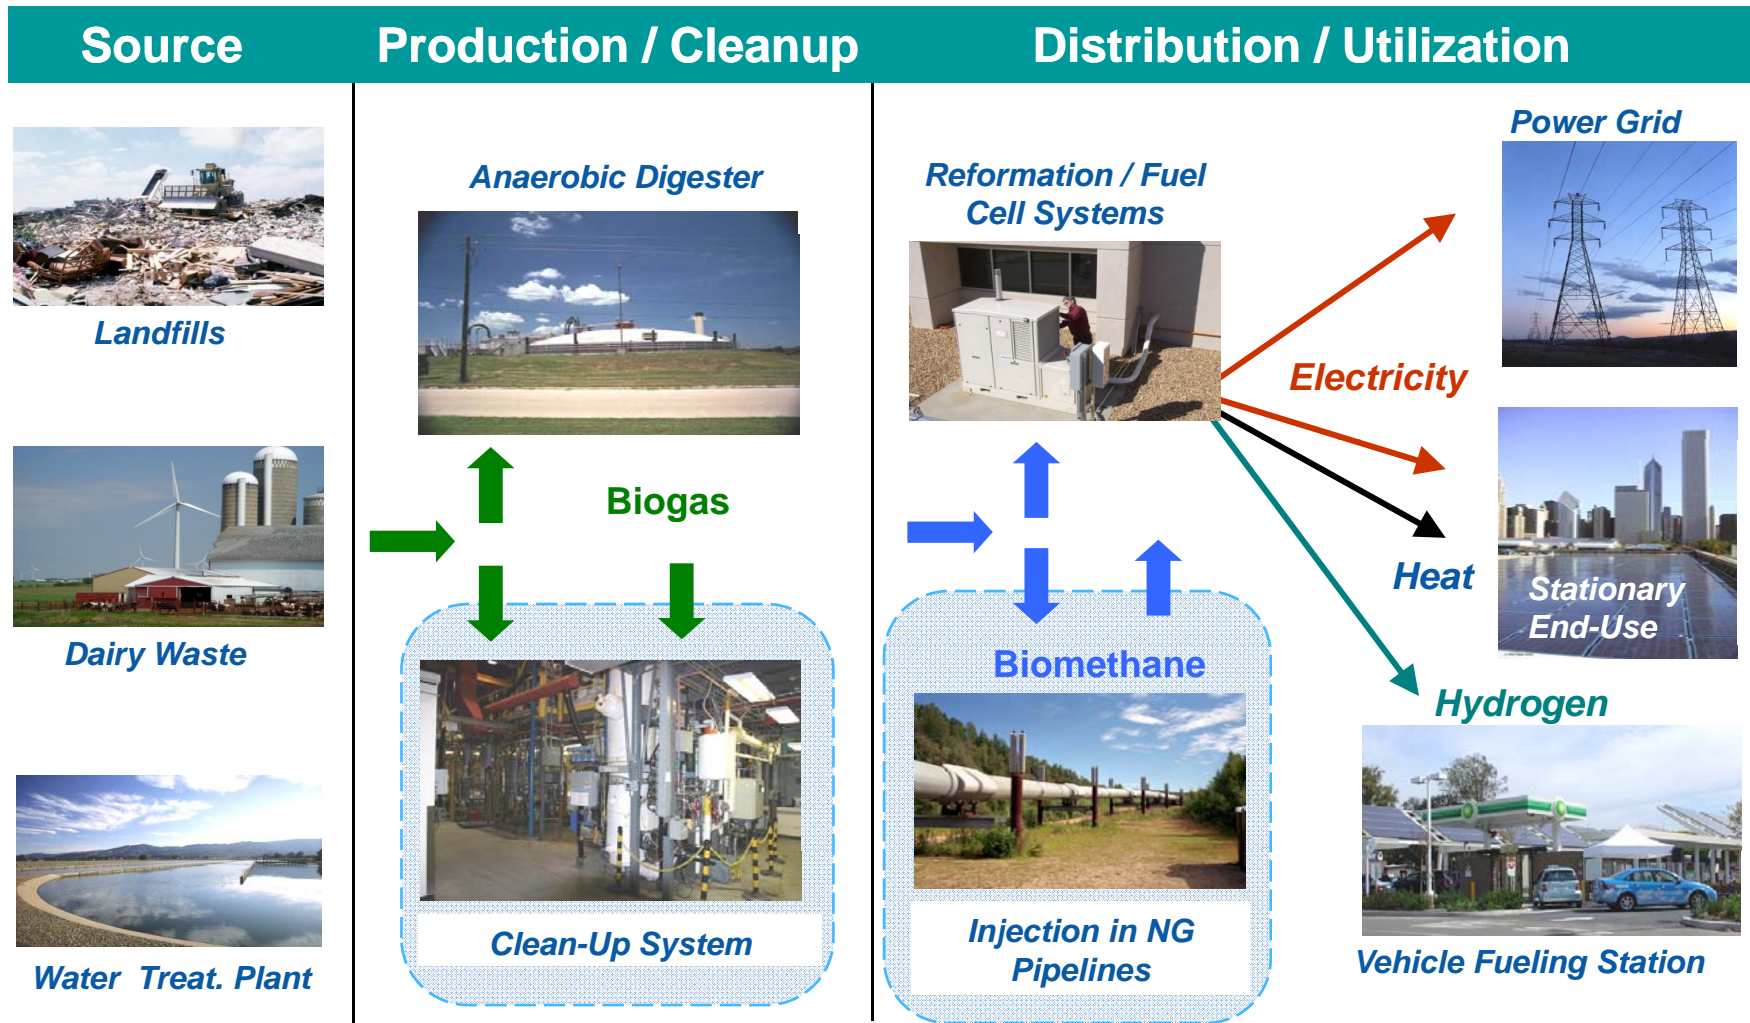 Source
Production / Cleanup
Distribution / Utilization
Landfills
Dairy Waste
Water Treat. Plant
Anaerobic Digester
Biogas
Clean-Up System
Reformation / Fuel
Cell Systems
Biomethane
Injection in NG
Pipelines
Power Grid
Electricity
Heat
Stationary
End-Use
Hydrogen
Vehicle Fueling Station